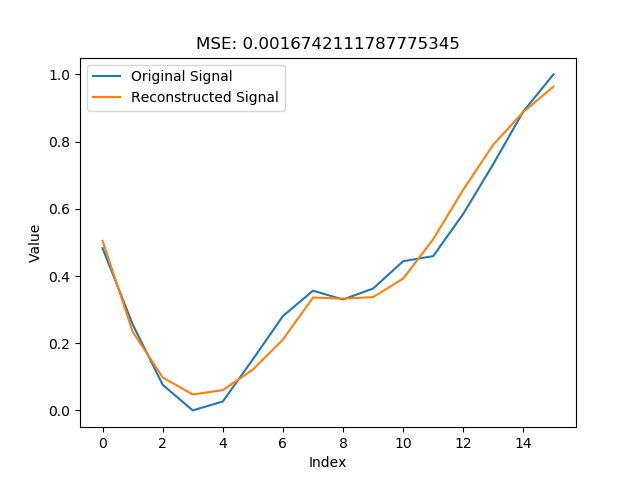 MSE: 0.0016742111787775345
Original Signal
Reconstructed Signal
1.0
0.8
0.6
0.4
0.2
0.0
Value
0 2 4 6 8 10 12 14
Index